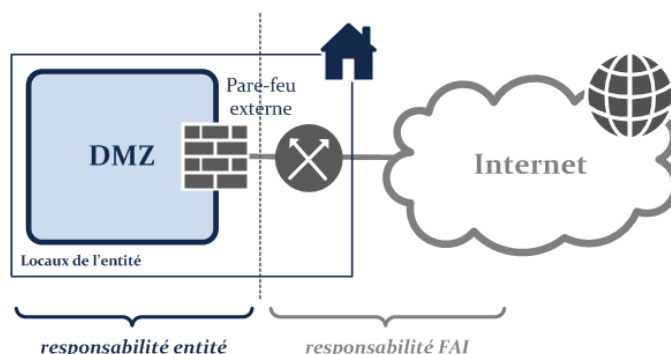 Pare-feu
externe
DMZ
Internet
Locaux de l'entité
responsabilité entité
responsabilité FAI